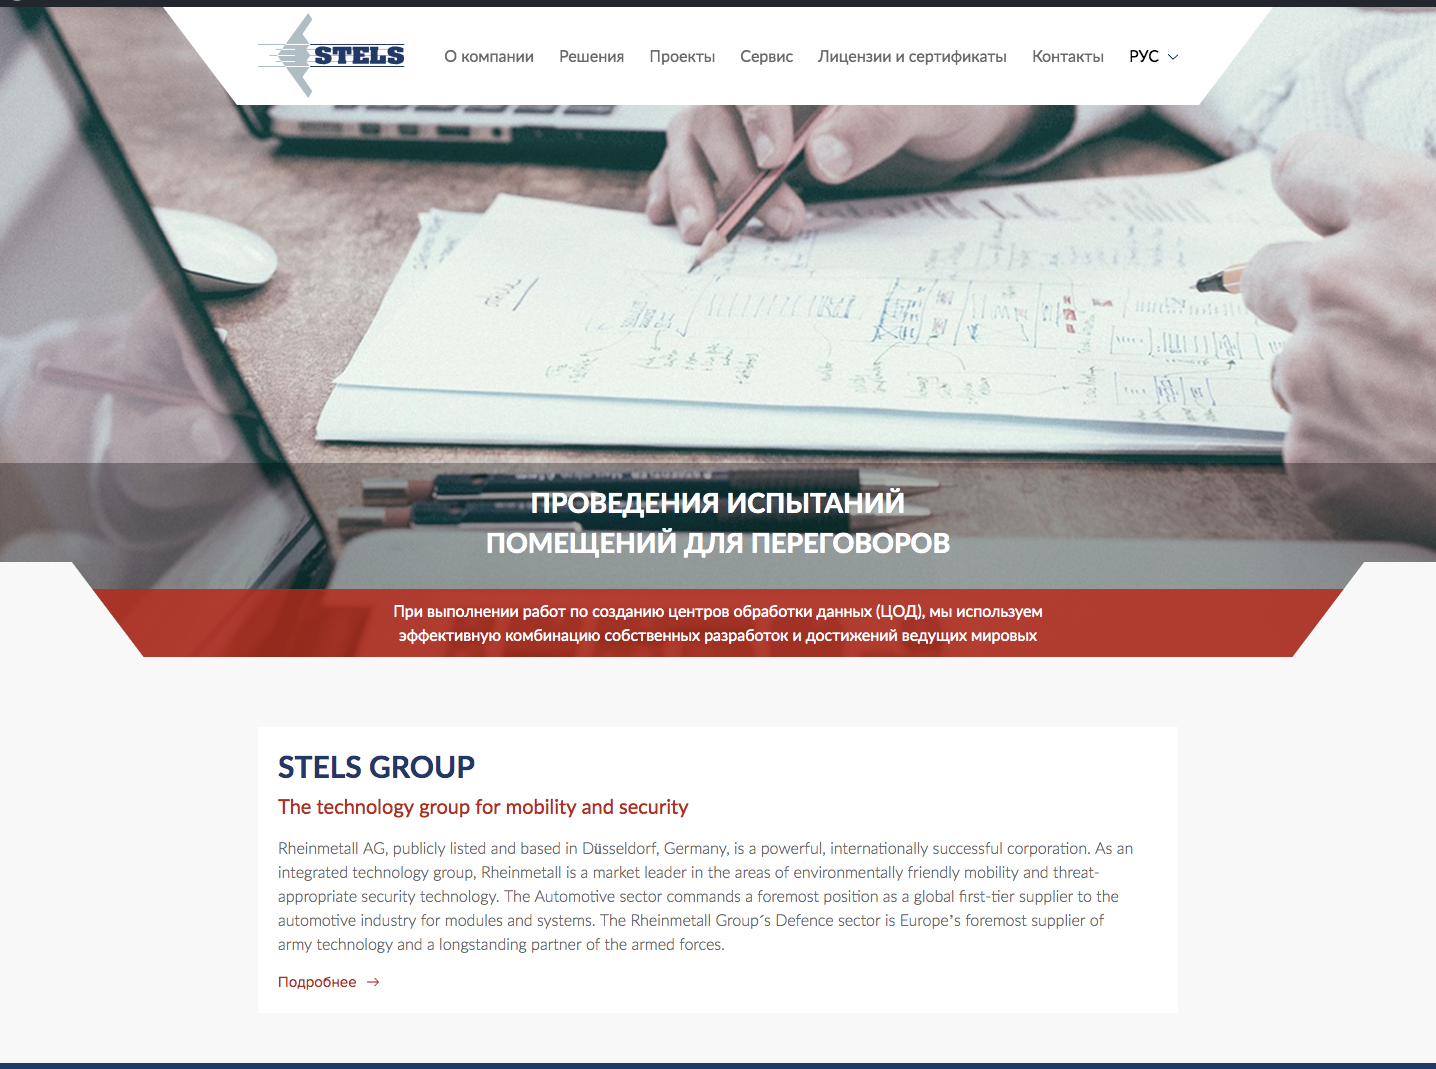 STELS
О компании
Решения
Проекты
Сервис
Лицензии и сертификаты
Контакты
РУС
ПРОВЕДЕНИЯ ИСПЫТАНИЙ
ПОМЕЩЕНИЙ ДЛЯ ПЕРЕГОВОРОВ
При выполнении работ по созданию центров обработки данных (ЦОД), мы используем
эффективную комбинацию собственных разработок и достижений ведущих мировых
STELS GROUP
The technology group for mobility and security
Rheinmetall AG, publicly listed and based in Düsseldorf, Germany, is a powerful, internationally successful corporation. As an
integrated technology group, Rheinmetall is a market leader in the areas of environmentally friendly mobility and threat-
appropriate security technology. The Automotive sector commands a foremost position as a global first-tier supplier to the
automotive industry for modules and systems. The Rheinmetall Group´s Defence sector is Europe’s foremost supplier of
army technology and a longstanding partner of the armed forces.
Подробнее →